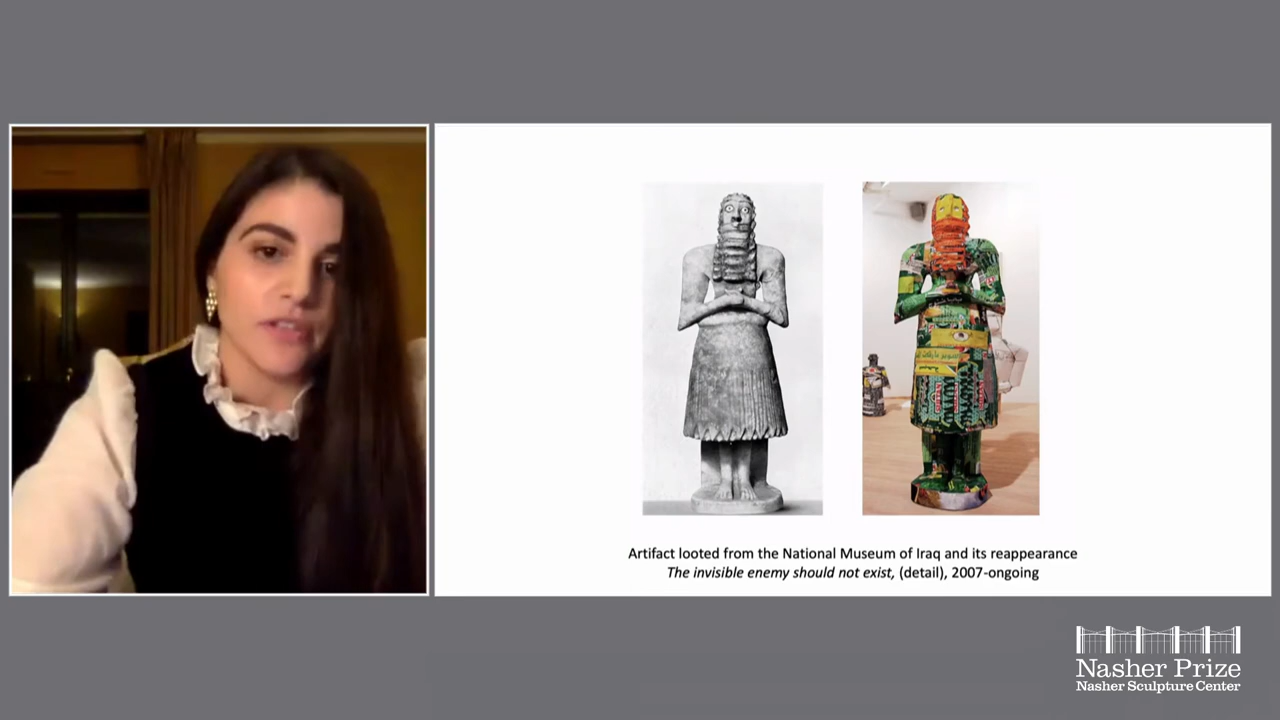 Artifact looted from the National Museum of Iraq and its reappearance
The invisible enemy should not exist, (detail), 2007-ongoing
Nasher Prize
Nasher Sculpture Center